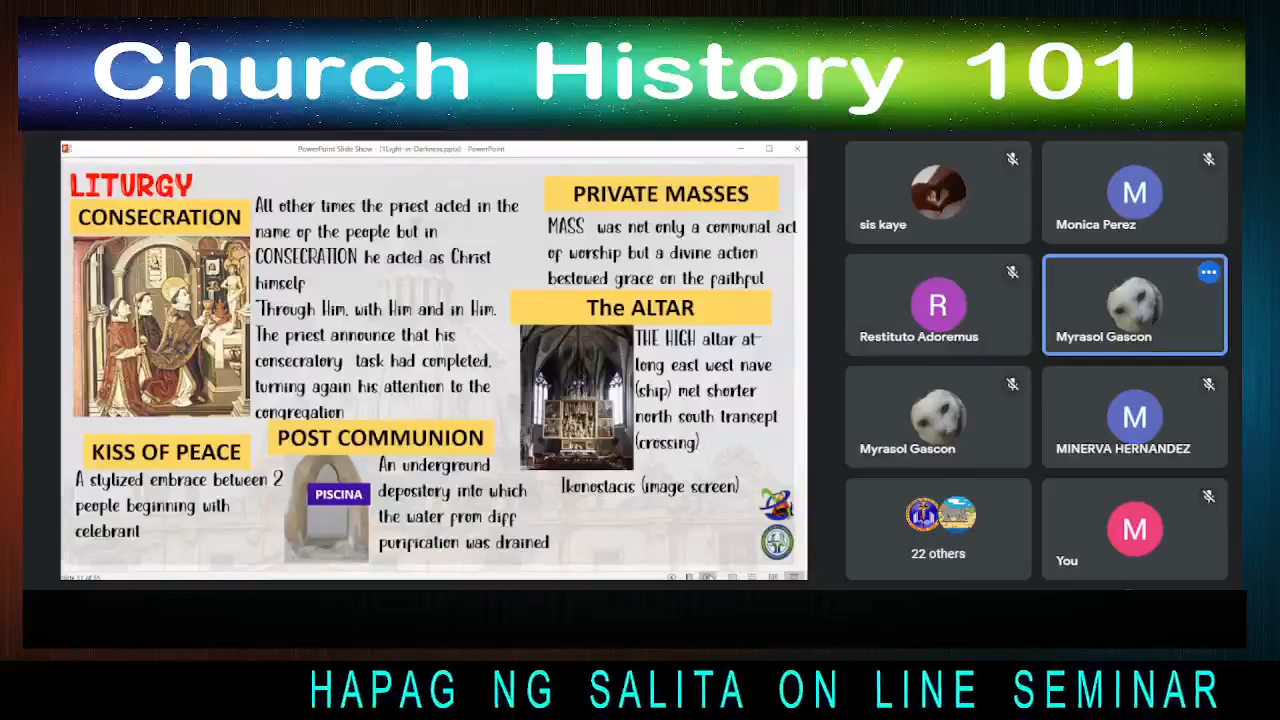 Church History 101
PowerPoint Slide Show - [1Light-in-Darkness.pptx] - PowerPoint
LITURGY
CONSECRATION
All other times the priest acted in the
name of the people but in
CONSECRATION he acted as Christ
himself
"Through Him, with Him and in Him.
The priest announce that his
consecratory task had completed,
turning again his attention to the
congregation
KISS OF PEACE
A stylized embrace between 2
people beginning with
celebrant
POST COMMUNION
PISCINA
An underground
depository into which
the water from diff
purification was drained
PRIVATE MASSES
MASS was not only a communal act
of worship but a divine action
bestowed grace on the faithful
The ALTAR
THE HIGH altar at-
long east west nave
(ship) met shorter
north south transept
(crossing)
Ikonostacis (image screen)
sis kaye
M
Monica Perez
R
Restituto Adoremus
Myrasol Gascon
Myrasol Gascon
M
MINERVA HERNANDEZ
22 others
M
You
HAPAG NG SALITA ON LINE SEMINAR